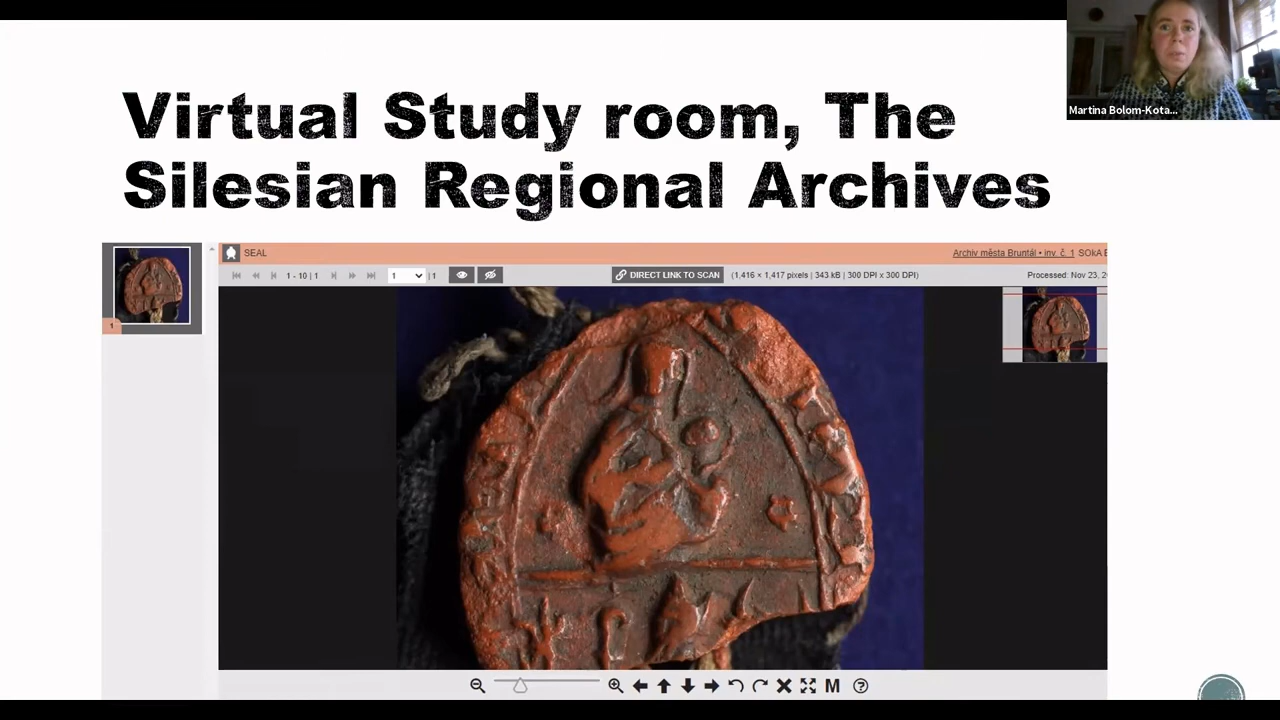 Virtual Study room, The
Silesian Regional Archives
Martina Bolom-Kota...
1
SEAL
Archiv města Bruntál • inv. č. 1 SOkA
1 - 10 | 1
1
| 1
DIRECT LINK TO SCAN
(1,416 × 1,417 pixels | 343 kB | 300 DPI x 300 DPI)
Processed: Nov 23, 2
M
?